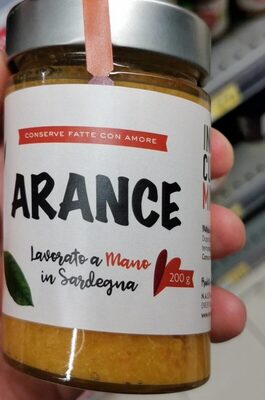 CONSERVE FATTE CON AMORE
ARANCE
Lavorato a Mano
in Sardegna
200 g